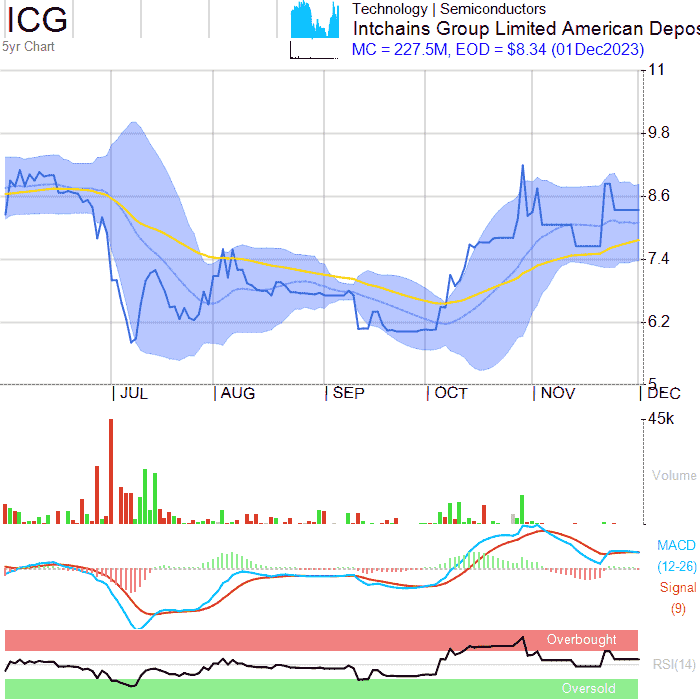 ICG
5yr Chart
Technology | Semiconductors
Intchains Group Limited American Depos
MC = 227.5M, EOD = $8.34 (01Dec2023)
11
9.8
8.6
7.4
6.2
5
JUL AUG SEP OCT NOV DEC
45k
Volume
MACD
(12-26)
Signal
(9)
Overbought
RSI(14)
Oversold